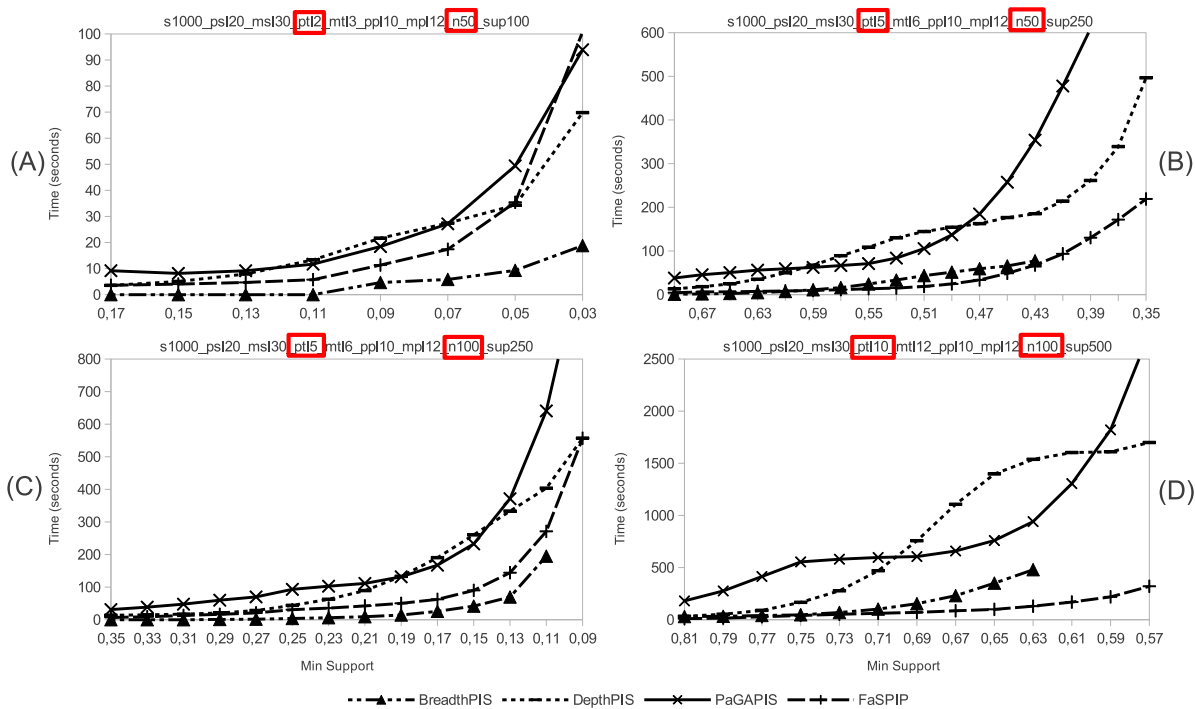 s1000_psl20_msl30_ptl2_mtl3_ppl10_mpl12_n50_sup100
100
90
80
70
60
50
40
30
20
10
0
Time (seconds)
(A)
0,17 0,15 0,13 0,11 0,09 0,07 0,05 0,03
s1000_psl20_msl30_ptl5_mtl6_ppl10_mpl12_n50_sup250
600
500
400
300
200
100
0
Time (seconds)
(B)
0,67 0,63 0,59 0,55 0,51 0,47 0,43 0,39 0,35
s1000_psl20_msl30_ptl5_mtl6_ppl10_mpl12_n100_sup250
800
700
600
500
400
300
200
100
0
Time (seconds)
(C)
0,35 0,33 0,31 0,29 0,27 0,25 0,23 0,21 0,19 0,17 0,15 0,13 0,11 0,09
Min Support
s1000_psl20_msl30_ptl10_mtl12_ppl10_mpl12_n100_sup500
2500
2000
1500
1000
500
0
Time (seconds)
(D)
0,81 0,79 0,77 0,75 0,73 0,71 0,69 0,67 0,65 0,63 0,61 0,59 0,57
Min Support
BreadthPIS DepthPIS PaGAPIS FaSPIP